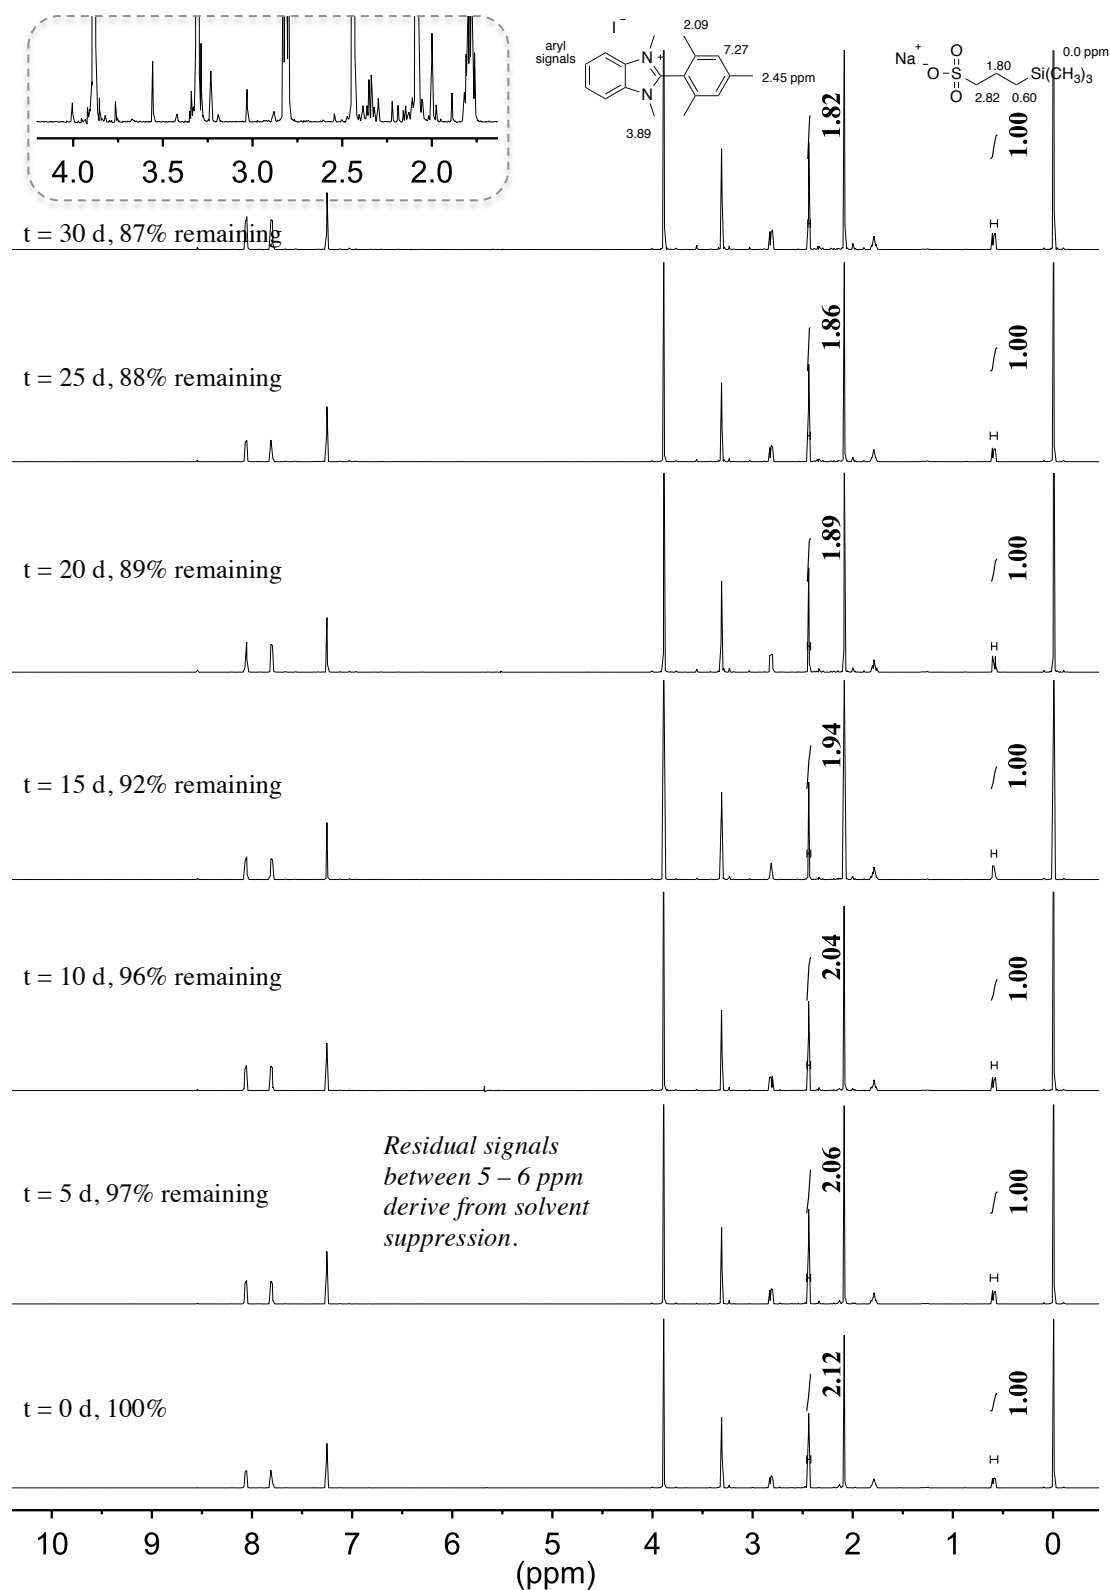 4.0 3.5 3.0 2.5 2.0
I⁻
aryl
signals
N
+
N
3.89
2.09
7.27
2.45 ppm
Na⁺
⁻O
S
O
O
1.80
2.82
0.60
Si(CH₃)₃
0.0 ppm
t = 30 d, 87% remaining
1.82
1.00
t = 25 d, 88% remaining
1.86
1.00
t = 20 d, 89% remaining
1.89
1.00
t = 15 d, 92% remaining
1.94
1.00
t = 10 d, 96% remaining
2.04
1.00
t = 5 d, 97% remaining
Residual signals
between 5 – 6 ppm
derive from solvent
suppression.
2.06
1.00
t = 0 d, 100%
2.12
1.00
10 9 8 7 6 5 4 3 2 1 0
(ppm)